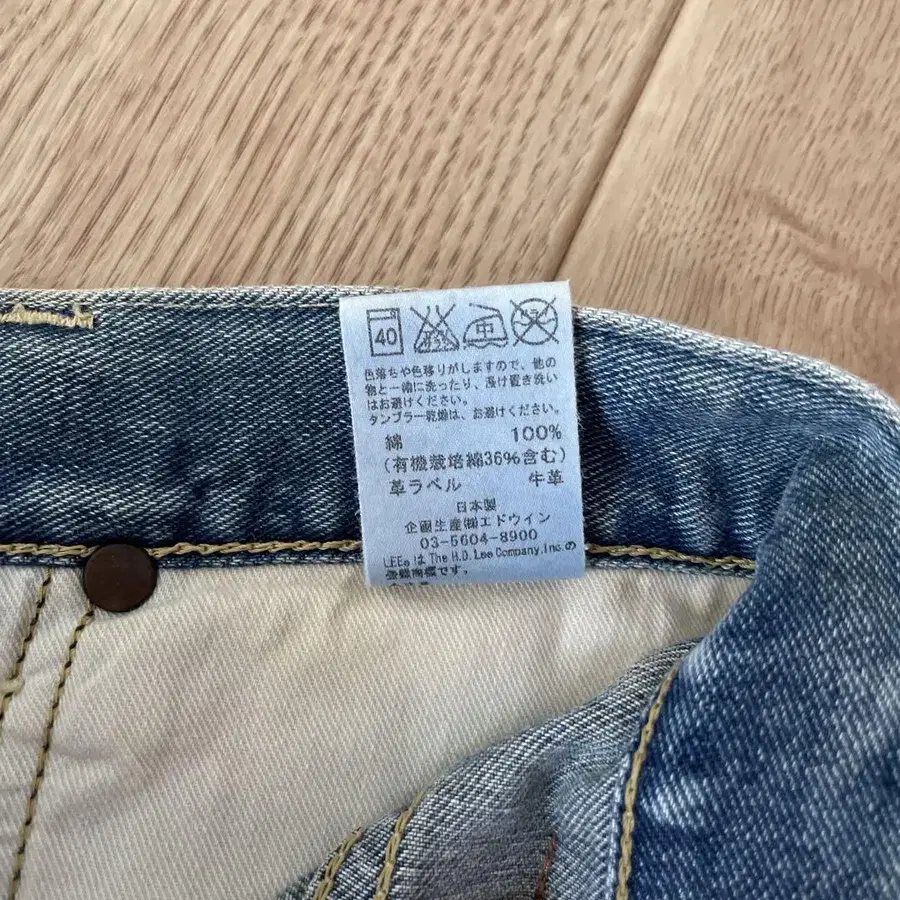 40
色落ちや色移りがしますので、他の
物と一緒に洗ったり、浸け置き洗い
はお避けください。
タンブラー乾燥は、お避けください。
綿 100%
(有機栽培綿36%含む)
革ラベル 牛革
日本製
企画生産㈱エドウイン
03-5604-8900
LEE® は The H.D. Lee Company, Inc. の
登録商標です。